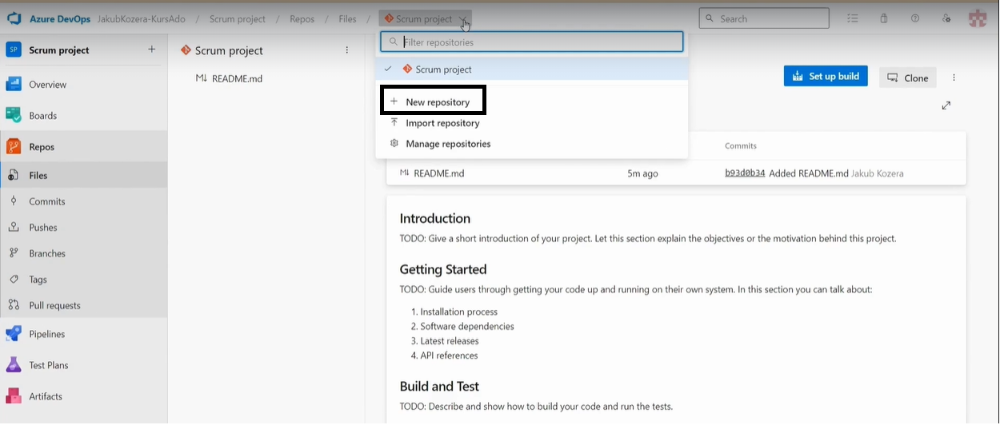 Azure DevOps JakubKozera-KursAdo / Scrum project / Repos / Files / Scrum project
Search
SP Scrum project +
Overview
Boards
Repos
Files
Commits
Pushes
Branches
Tags
Pull requests
Pipelines
Test Plans
Artifacts
Scrum project
M↓ README.md
Filter repositories
Scrum project
+ New repository
Import repository
Manage repositories
Set up build
Clone
Commits
M↓ README.md 5m ago b93d0b34 Added README.md Jakub Kozera
Introduction
TODO: Give a short introduction of your project. Let this section explain the objectives or the motivation behind this project.
Getting Started
TODO: Guide users through getting your code up and running on their own system. In this section you can talk about:
1. Installation process
2. Software dependencies
3. Latest releases
4. API references
Build and Test
TODO: Describe and show how to build your code and run the tests.